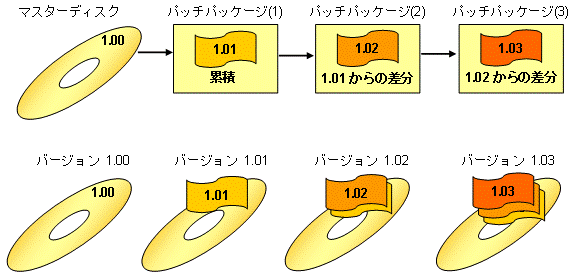 マスターディスク
パッチパッケージ(1)
パッチパッケージ(2)
パッチパッケージ(3)
1.00
1.01
累積
1.02
1.01 からの差分
1.03
1.02 からの差分
バージョン 1.00
バージョン 1.01
バージョン 1.02
バージョン 1.03
1.00
1.01
1.02
1.03